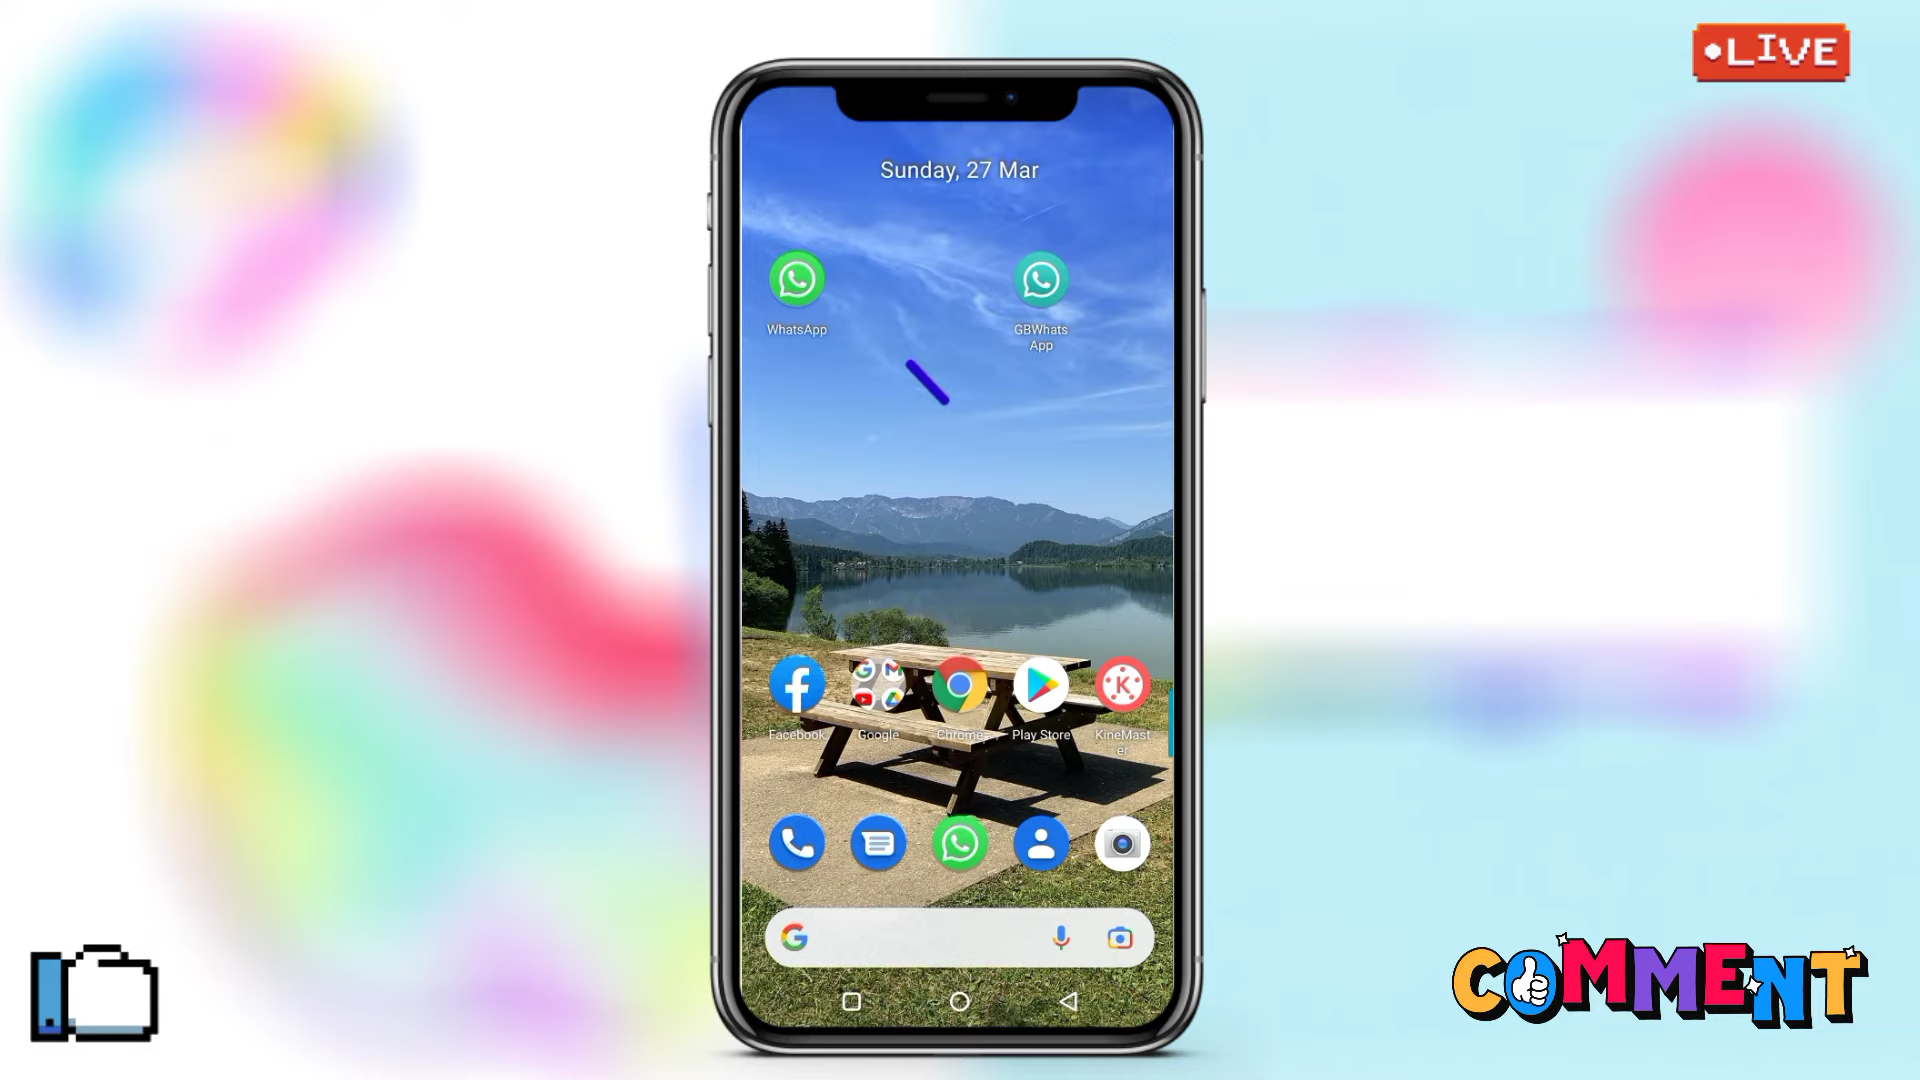 LIVE
Sunday, 27 Mar
WhatsApp
GBWhats
App
Facebook
Google
Chrome
Play Store
KineMast
er
COMMENT